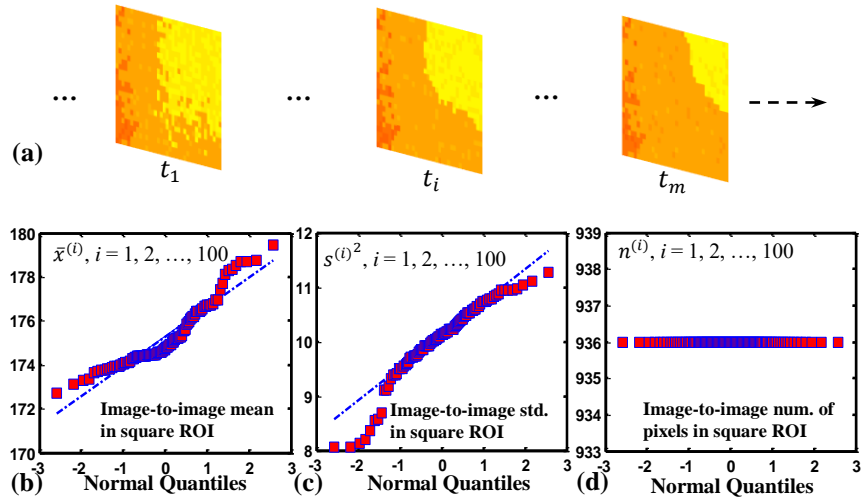 ... ... ...
(a) t₁ tᵢ tₘ
180
178
176
174
172
170
x̄⁽ⁱ⁾, i = 1, 2, ..., 100
Image-to-image mean
in square ROI
-3 -2 -1 0 1 2 3
(b) Normal Quantiles
12
11
10
9
8
s⁽ⁱ⁾², i = 1, 2, ..., 100
Image-to-image std.
in square ROI
-3 -2 -1 0 1 2 3
(c) Normal Quantiles
939
938
937
936
935
934
933
n⁽ⁱ⁾, i = 1, 2, ..., 100
Image-to-image num. of
pixels in square ROI
-3 -2 -1 0 1 2 3
(d) Normal Quantiles